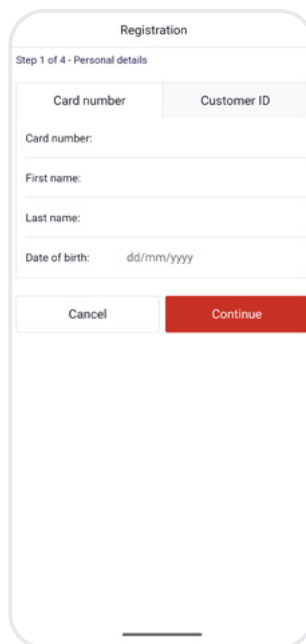 Registration
Step 1 of 4 - Personal details
Card number Customer ID
Card number:
First name:
Last name:
Date of birth: dd/mm/yyyy
Cancel Continue